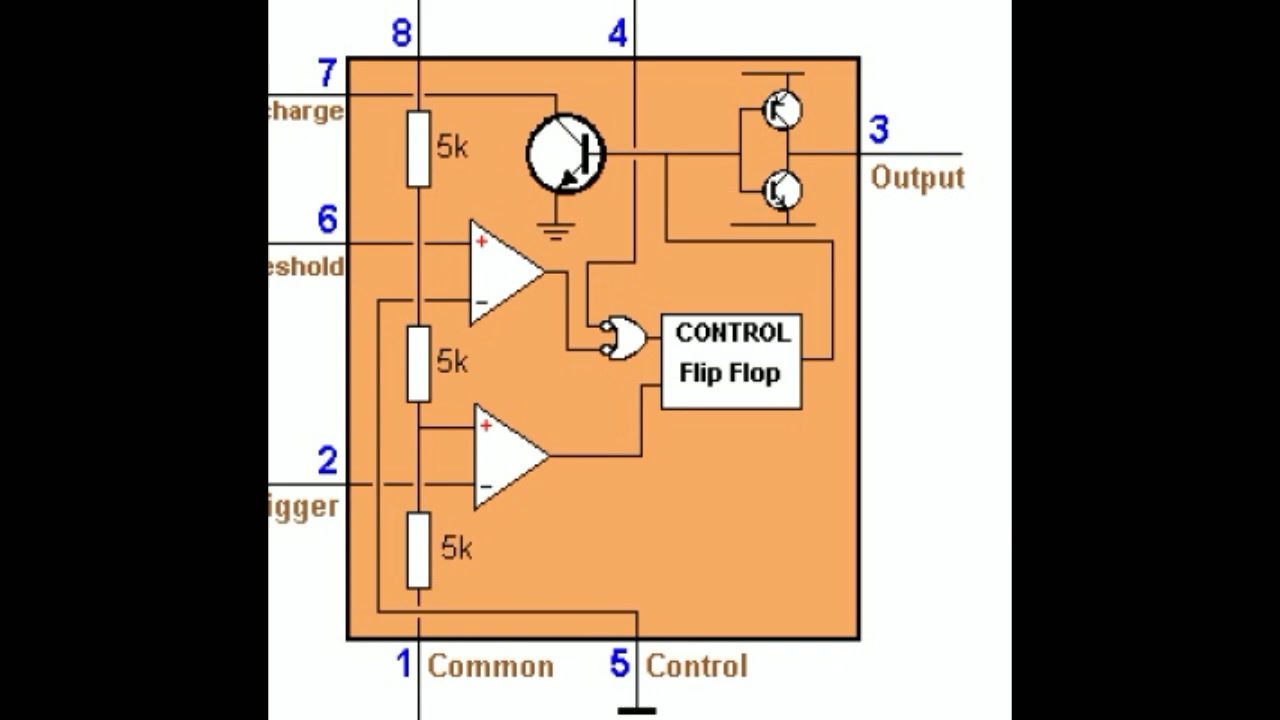 8
4
7
charge
5k
3
Output
6
+
eshold
−
5k
CONTROL
Flip Flop
+
2
−
igger
5k
1 Common
5 Control